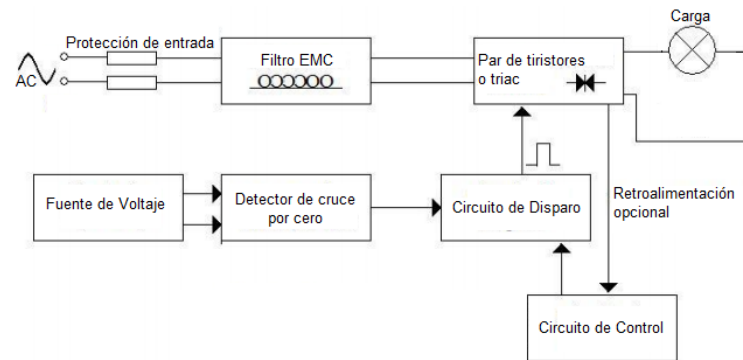 Carga
Protección de entrada
AC
Filtro EMC
Par de tiristores
o triac
Fuente de Voltaje
Detector de cruce
por cero
Circuito de Disparo
Retroalimentación
opcional
Circuito de Control